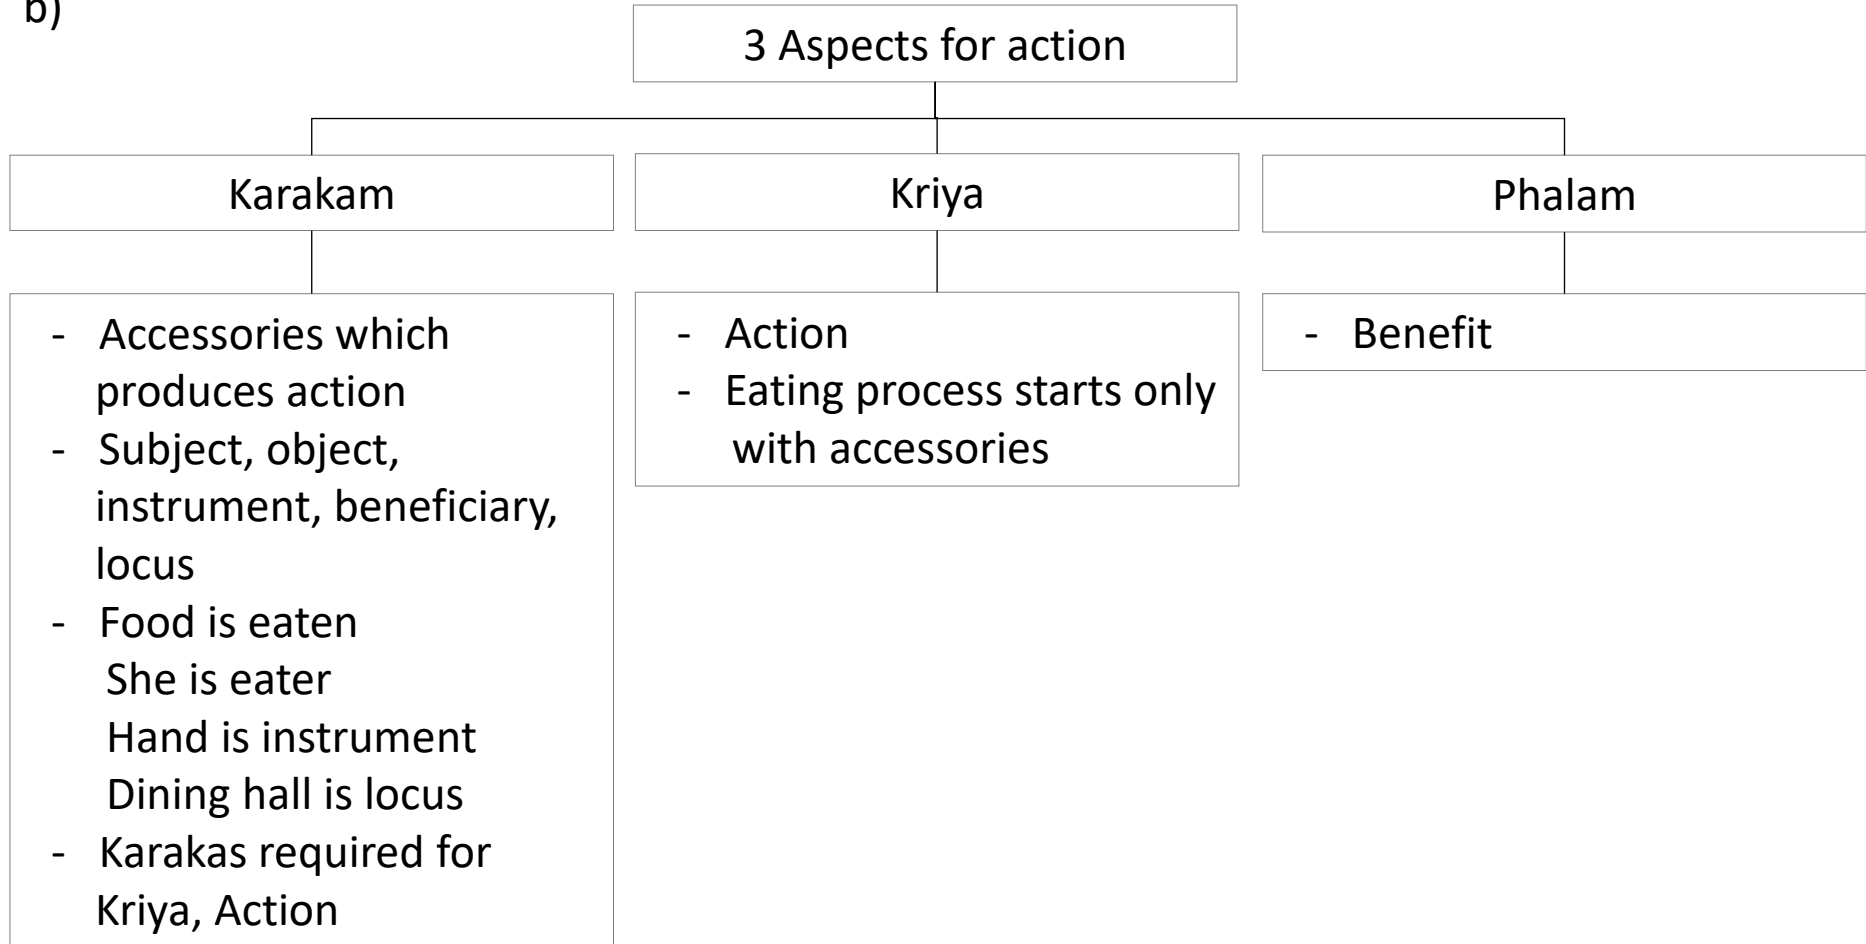 b)
3 Aspects for action
Karakam
Kriya
Phalam
- Accessories which
produces action
- Subject, object,
instrument, beneficiary,
locus
- Food is eaten
She is eater
Hand is instrument
Dining hall is locus
- Karakas required for
Kriya, Action
- Action
- Eating process starts only
with accessories
- Benefit